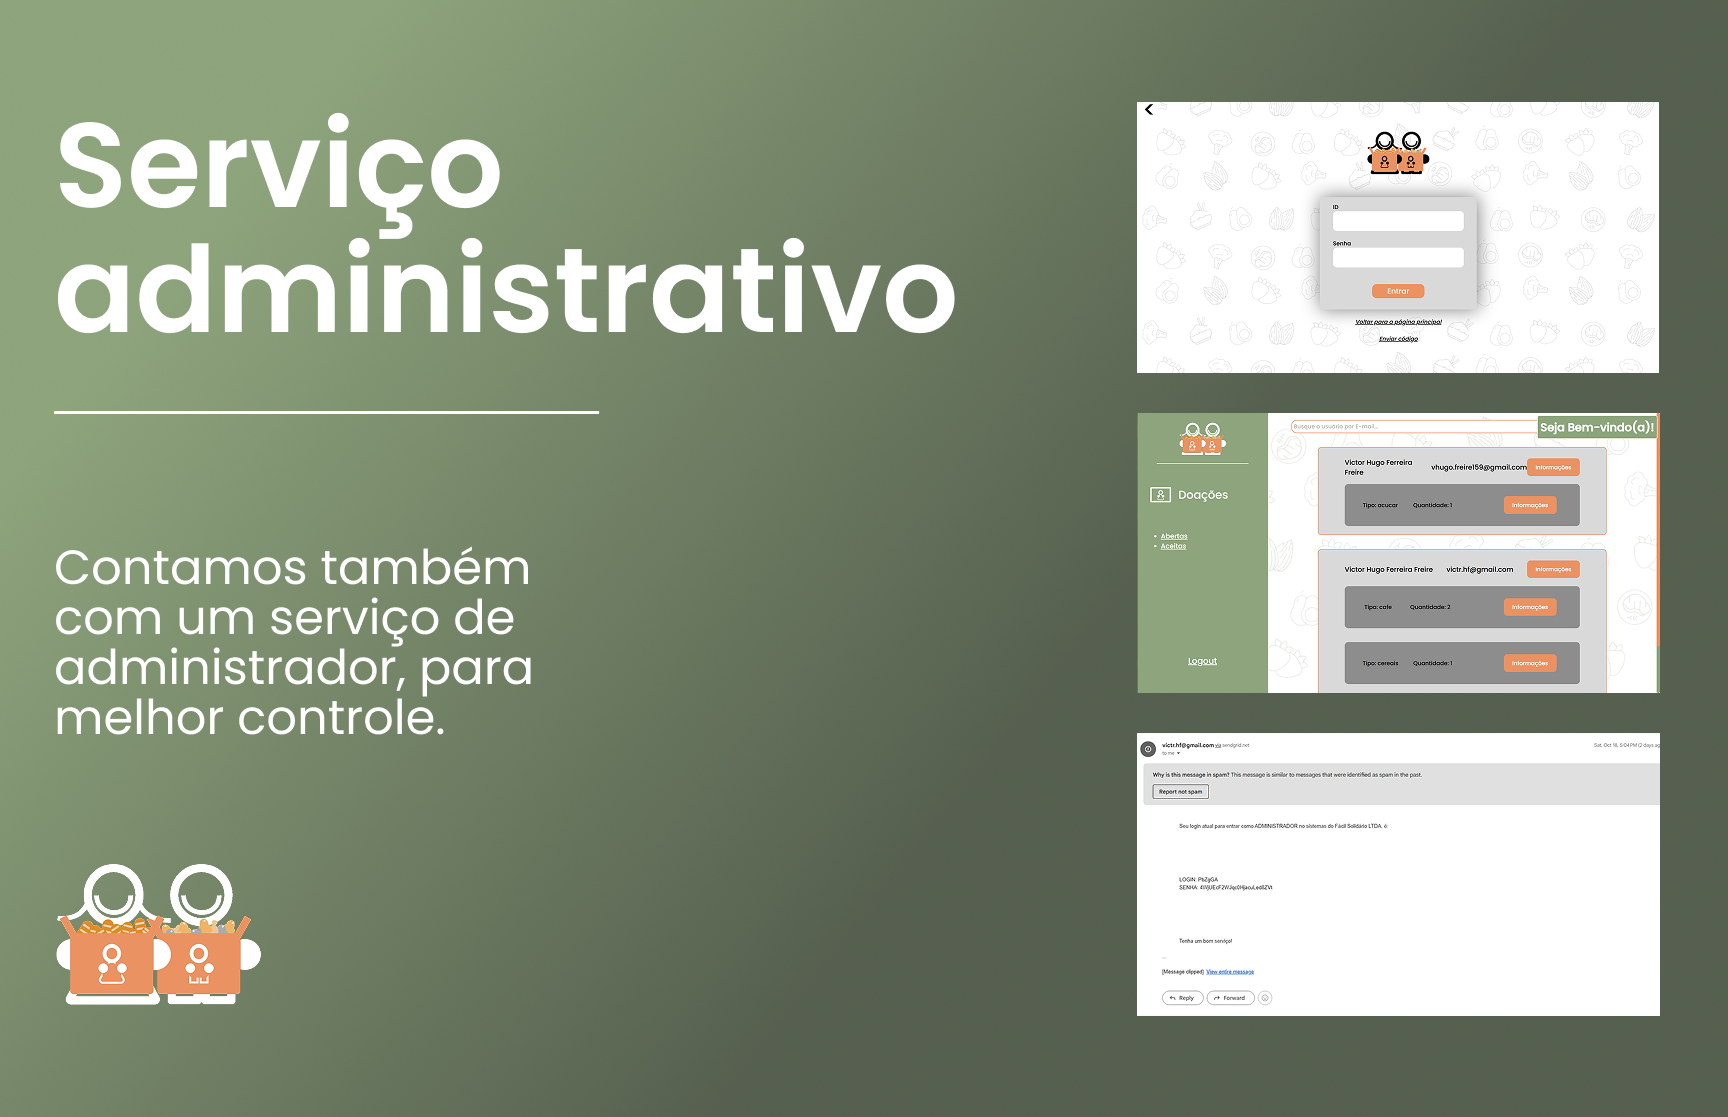 Serviço
administrativo
Contamos também
com um serviço de
administrador, para
melhor controle.
ID
Senha
Entrar
Voltar para a página principal
Enviar código
Busque o usuário por E-mail...
Seja Bem-vindo(a)!
Doações
Abertas
Aceitas
Logout
Victor Hugo Ferreira
Freire
vhugo.freire159@gmail.com
Informações
Tipo: acucar Quantidade: 1 Informações
Victor Hugo Ferreira Freire victr.hf@gmail.com Informações
Tipo: cafe Quantidade: 2 Informações
Tipo: cereais Quantidade: 1 Informações
victr.hf@gmail.com via sendgrid.net
Sat, Oct 18, 5:04 PM (2 days ag
to me
Why is this message in spam? This message is similar to messages that were identified as spam in the past.
Report not spam
Seu login atual para entrar como ADMINISTRADOR no sistemas do Fácil Solidário LTDA. é
LOGIN:
SENHA:
Tenha um bom serviço!
...
[Message clipped] View entire message
Reply Forward